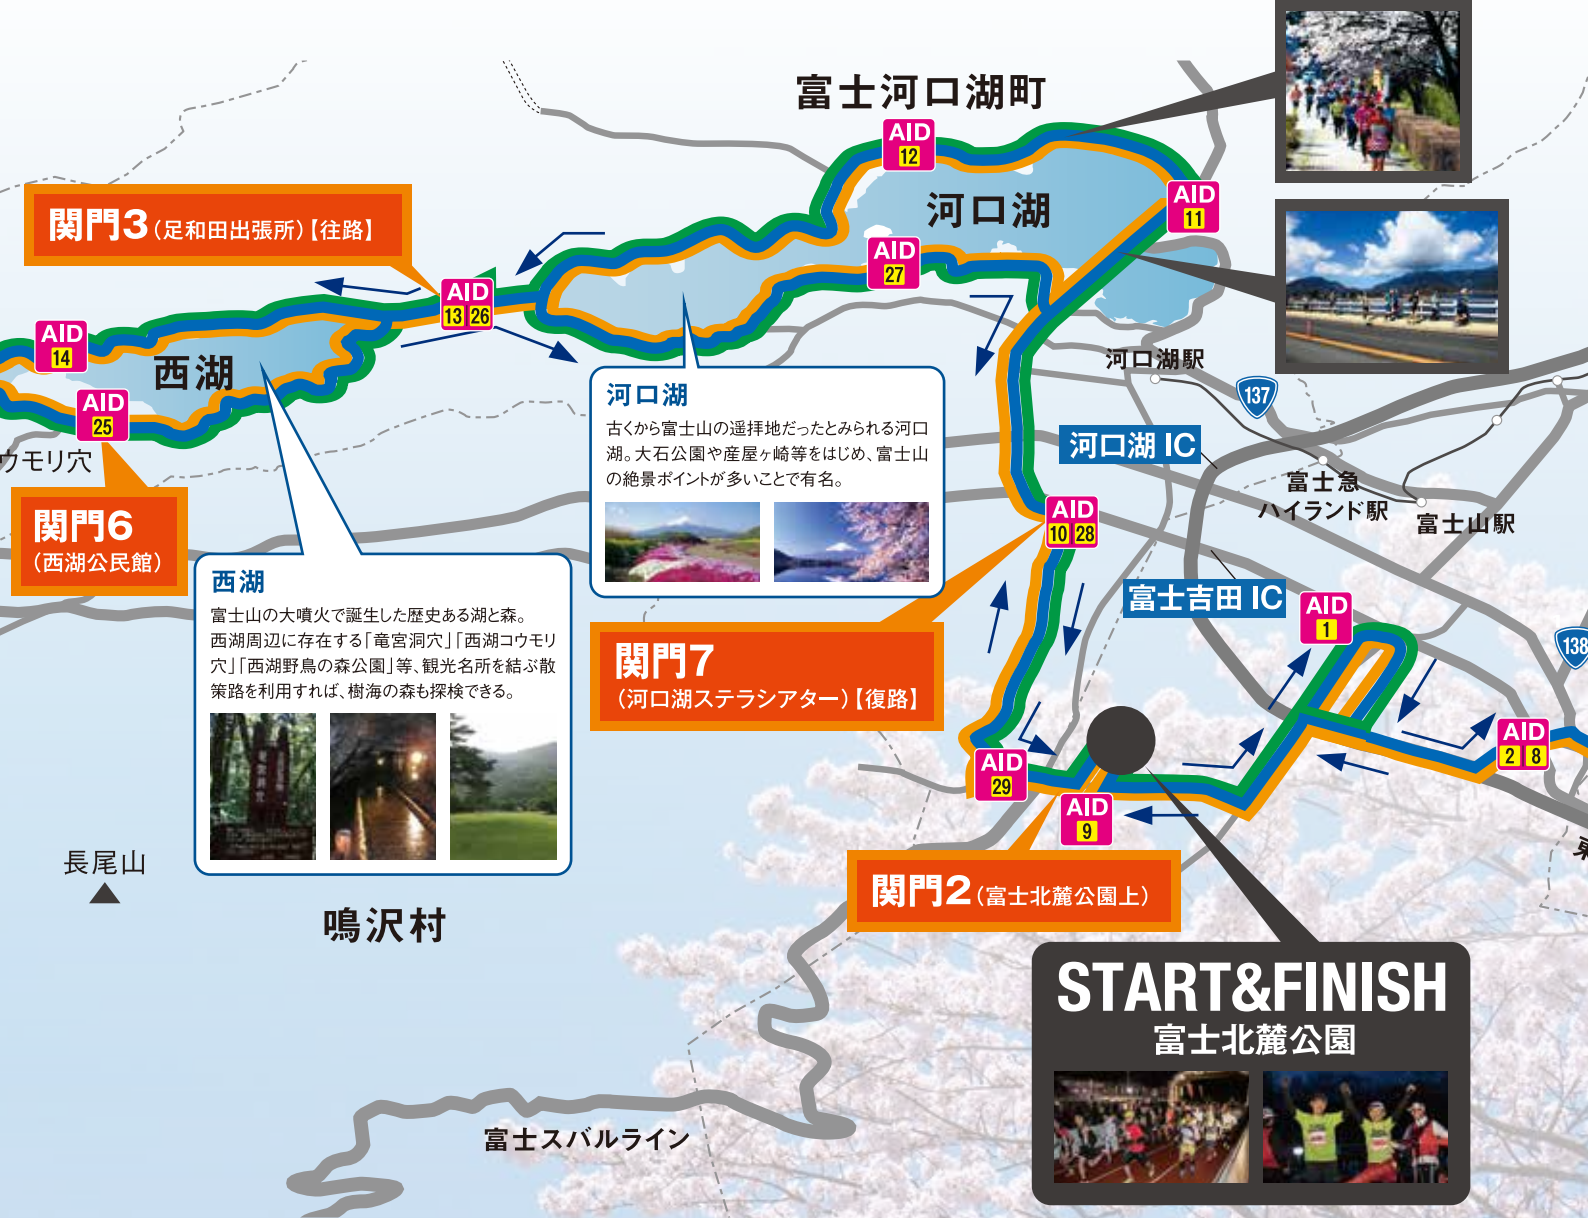 富士河口湖町
AID
12
関門3(足和田出張所)【往路】
河口湖
AID
11
AID
27
AID
13 26
AID
14
西湖
AID
25
ウモリ穴
関門6
(西湖公民館)
河口湖
古くから富士山の遥拝地だったとみられる河口
湖。大石公園や産屋ヶ崎等をはじめ、富士山
の絶景ポイントが多いことで有名。
河口湖駅
137
河口湖 IC
富士急
ハイランド駅
富士山駅
AID
10 28
西湖
富士山の大噴火で誕生した歴史ある湖と森。
西湖周辺に存在する「竜宮洞穴」「西湖コウモリ
穴」「西湖野鳥の森公園」等、観光名所を結ぶ散
策路を利用すれば、樹海の森も探検できる。
富士吉田 IC
AID
1
138
関門7
(河口湖ステラシアター)【復路】
AID
2 8
AID
29
AID
9
長尾山
鳴沢村
関門2(富士北麓公園上)
START&FINISH
富士北麓公園
富士スバルライン